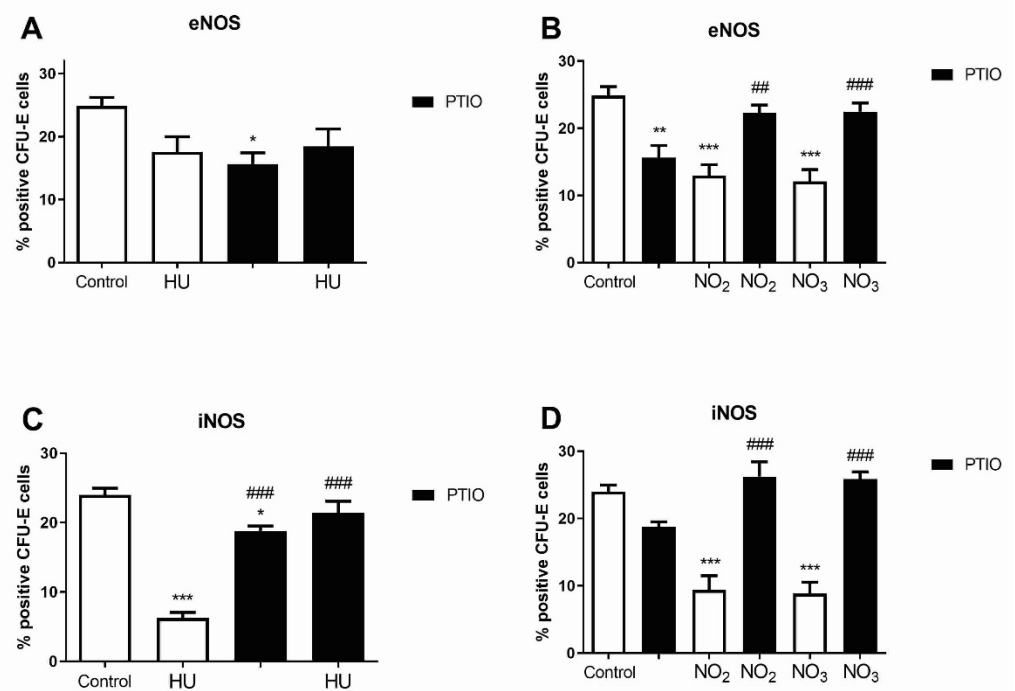 A
eNOS
% positive CFU-E cells
30
20
10
0
*
Control
HU
HU
PTIO
B
eNOS
% positive CFU-E cells
30
20
10
0
**
***
##
***
###
Control
NO2
NO2
NO3
NO3
PTIO
C
iNOS
% positive CFU-E cells
30
20
10
0
***
###
*
###
Control
HU
HU
PTIO
D
iNOS
% positive CFU-E cells
30
20
10
0
***
###
***
###
Control
NO2
NO2
NO3
NO3
PTIO